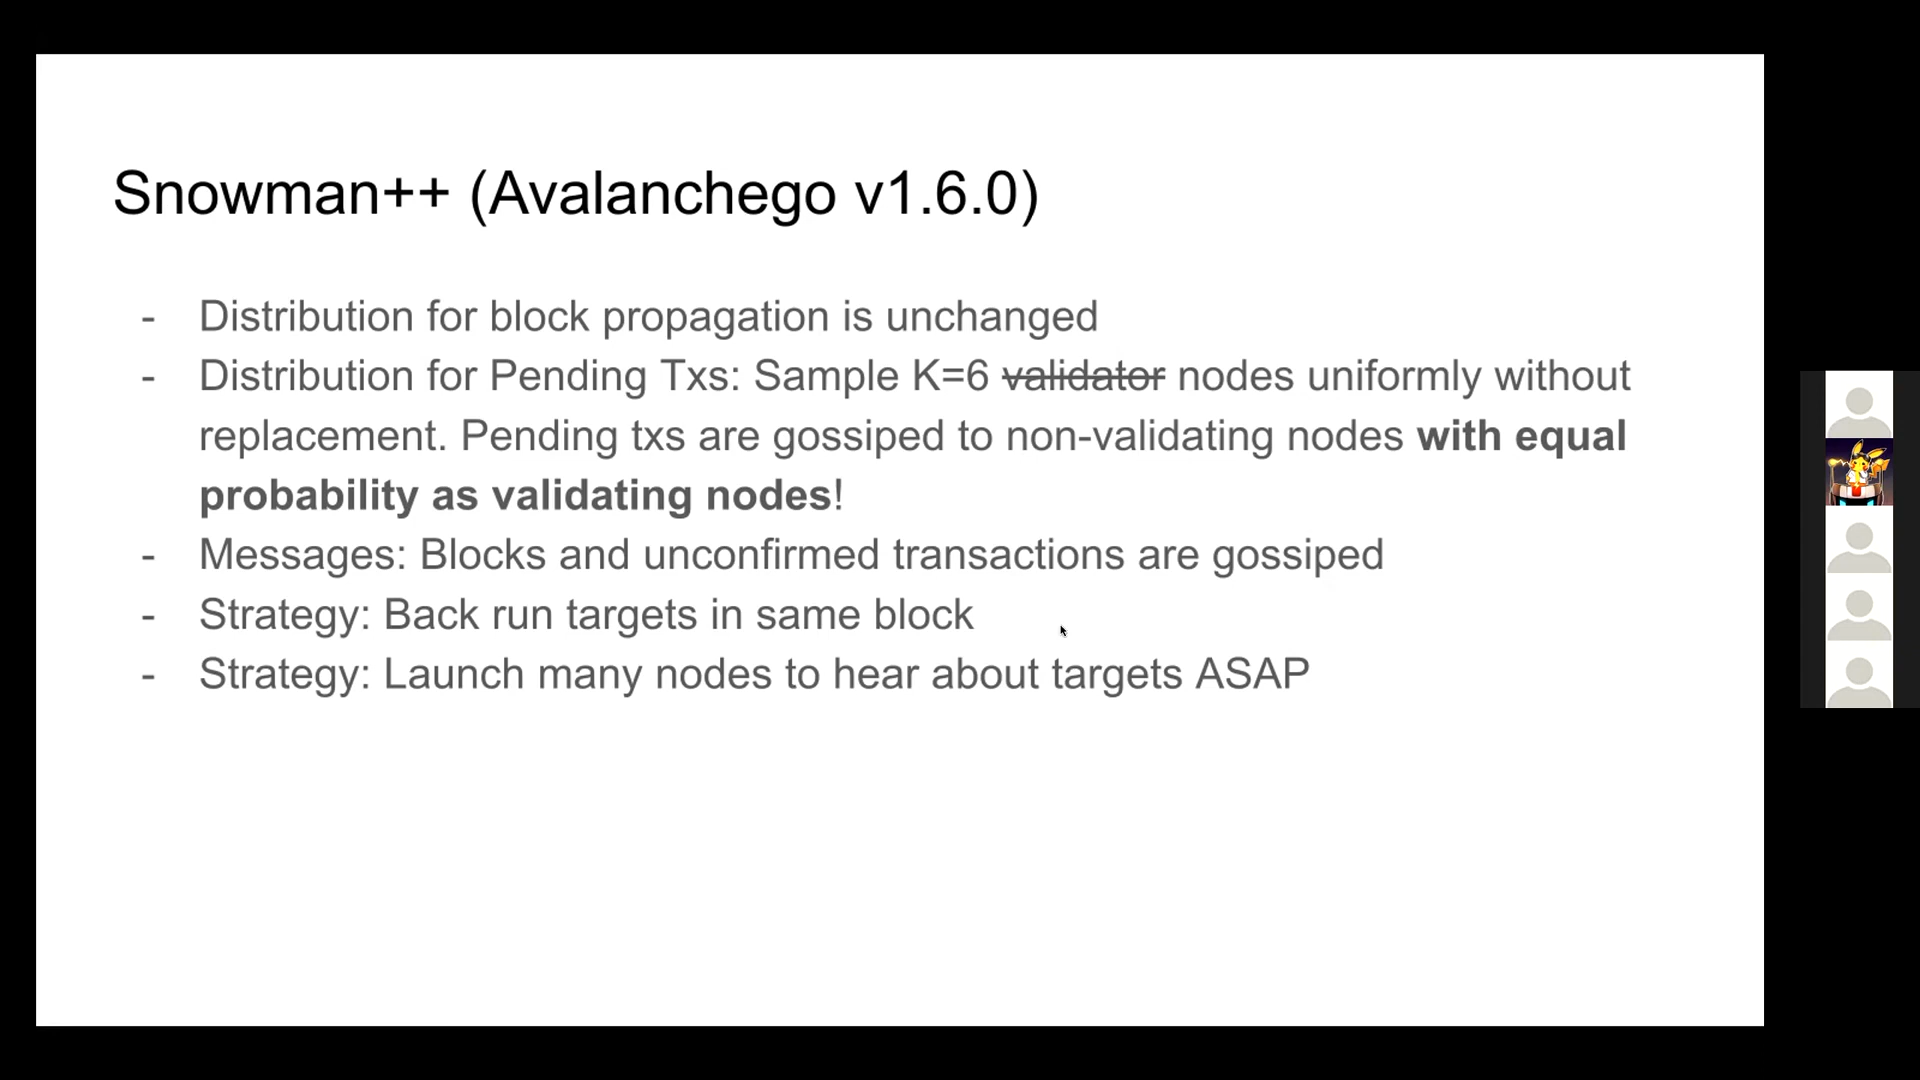 Snowman++ (Avalanchego v1.6.0)
- Distribution for block propagation is unchanged
- Distribution for Pending Txs: Sample K=6 validator nodes uniformly without
replacement. Pending txs are gossiped to non-validating nodes with equal
probability as validating nodes!
- Messages: Blocks and unconfirmed transactions are gossiped
- Strategy: Back run targets in same block
- Strategy: Launch many nodes to hear about targets ASAP